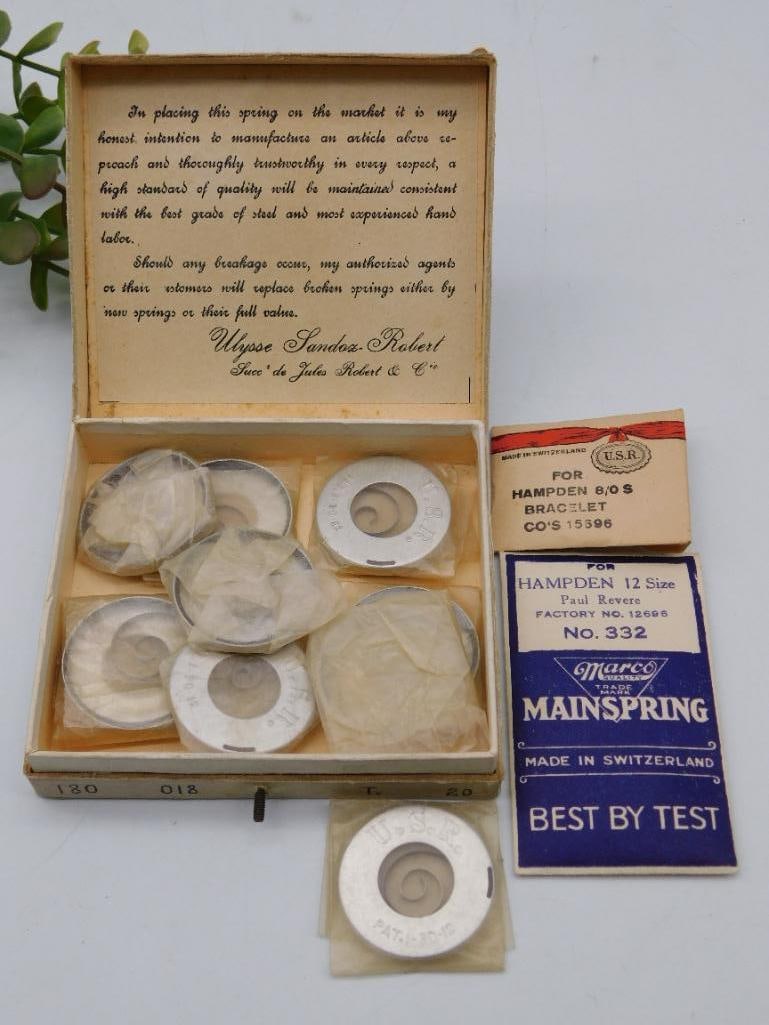 In placing this spring on the market it is my
honest intention to manufacture an article above re-
proach and thoroughly trustworthy in every respect, a
high standard of quality will be maintained consistent
with the best grade of steel and most experienced hand
labor.
Should any breakage occur, my authorized agents
or their ustomers will replace broken springs either by
new springs or their full value.
Ulysse Sandoz-Robert
Succ' de Jules Robert & Cie
MADE IN SWITZERLAND
U.S.R.
FOR
HAMPDEN 8/0 S
BRACELET
CO'S 15696
FOR
HAMPDEN 12 Size
Paul Revere
FACTORY NO. 12696
No. 332
Marco
QUALITY
TRADE
MARK
MAINSPRING
MADE IN SWITZERLAND
BEST BY TEST
U.S.R.
180 018 T. 20
U.S.R.
PAT. 1-30-12